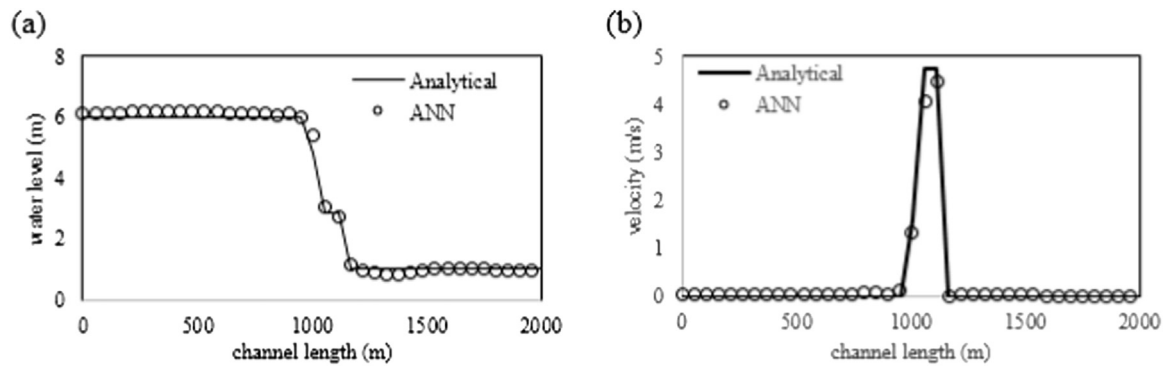 (a)
8
6
4
2
0
water level (m)
Analytical
ANN
0 500 1000 1500 2000
channel length (m)
(b)
5
4
3
2
1
0
velocity (m/s)
Analytical
ANN
0 500 1000 1500 2000
channel length (m)